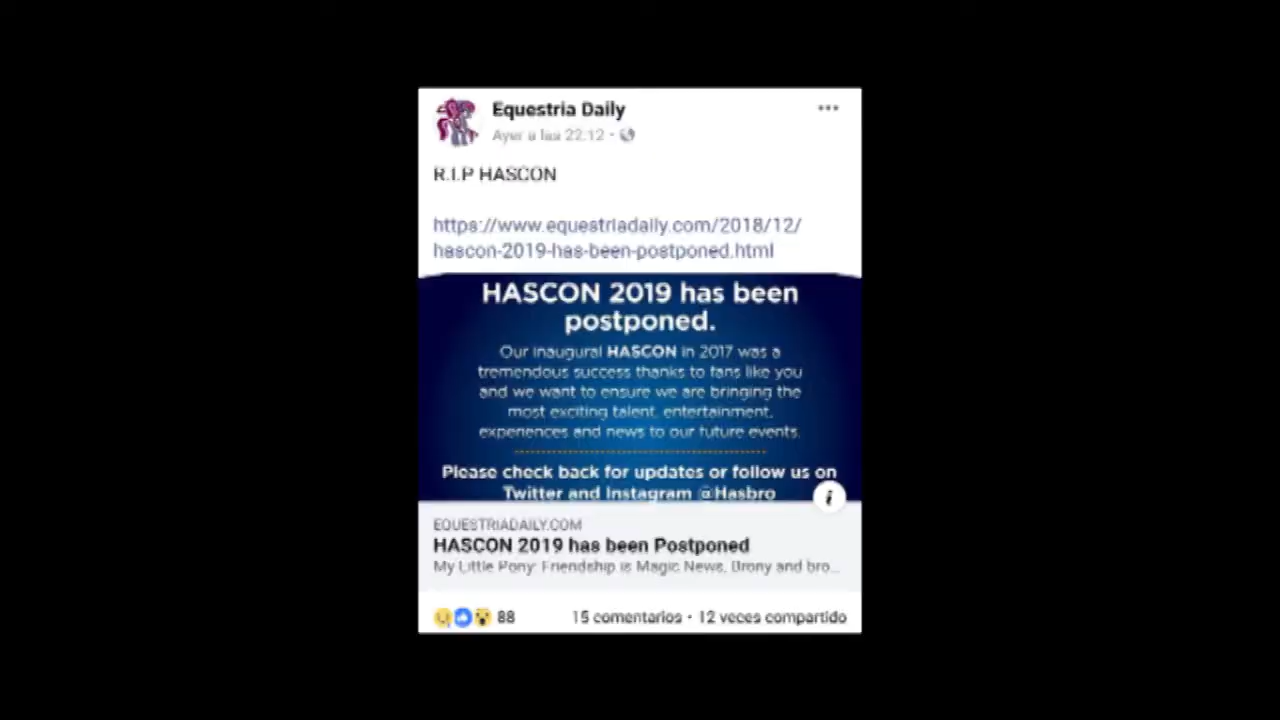 Equestria Daily
Ayer a las 22:12 ·
R.I.P HASCON
https://www.equestriadaily.com/2018/12/
hascon-2019-has-been-postponed.html
HASCON 2019 has been
postponed.
Our inaugural HASCON in 2017 was a
tremendous success thanks to fans like you
and we want to ensure we are bringing the
most exciting talent, entertainment,
experiences and news to our future events.
Please check back for updates or follow us on
Twitter and Instagram @Hasbro
EQUESTRIADAILY.COM
HASCON 2019 has been Postponed
My Little Pony: Friendship is Magic News, Brony and bro...
88
15 comentarios · 12 veces compartido